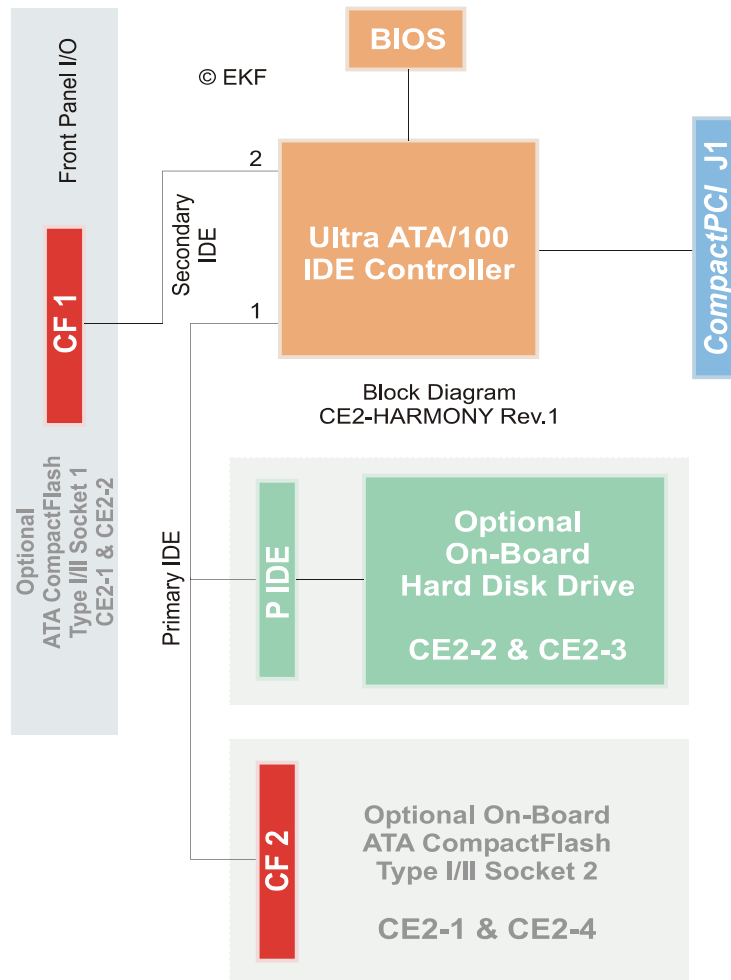 BIOS
© EKF
Front Panel I/O
2
Secondary
IDE
1
Ultra ATA/100
IDE Controller
CompactPCI J1
CF 1
Optional
ATA CompactFlash
Type I/II Socket 1
CE2-1 & CE2-2
Block Diagram
CE2-HARMONY Rev.1
Primary IDE
P IDE
Optional
On-Board
Hard Disk Drive
CE2-2 & CE2-3
CF 2
Optional On-Board
ATA CompactFlash
Type I/II Socket 2
CE2-1 & CE2-4